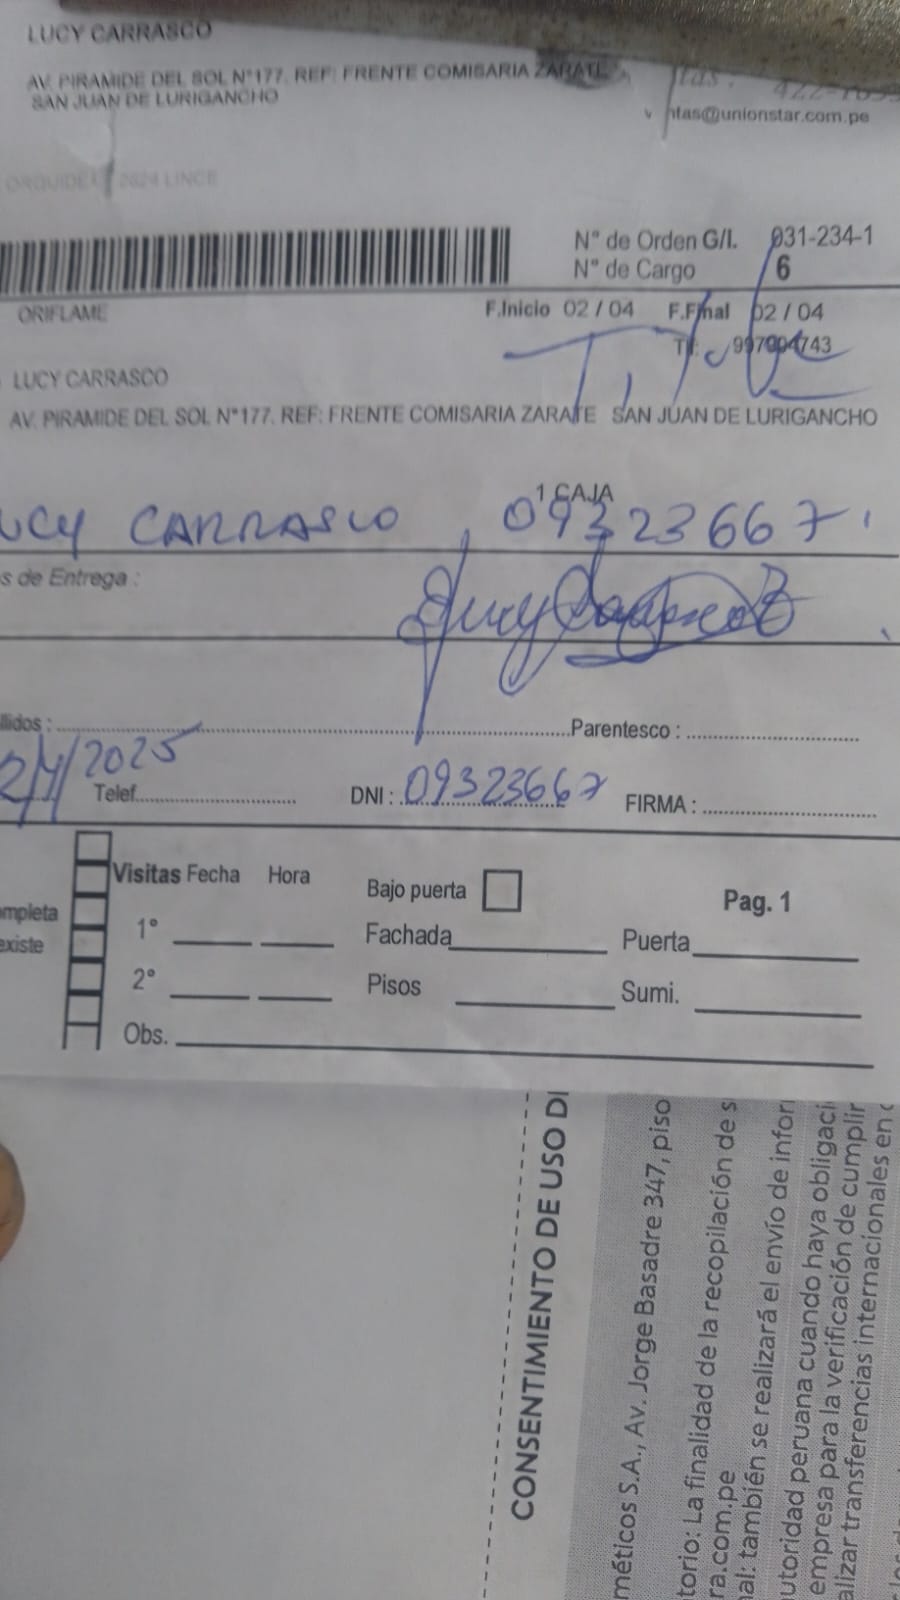 LUCY CARRASCO
AV. PIRAMIDE DEL SOL N°177. REF: FRENTE COMISARIA ZARATE
SAN JUAN DE LURIGANCHO
ntas@unionstar.com.pe
LINCE
N° de Orden G/I. 031-234-1
N° de Cargo 6
ORIFLAME F.Inicio 02 / 04 F.Final 02 / 04
LUCY CARRASCO
AV. PIRAMIDE DEL SOL N°177. REF: FRENTE COMISARIA ZARATE SAN JUAN DE LURIGANCHO
1 CAJA
UCY CARRASCO 09323667
s de Entrega :
llidos : Parentesco :
2/4/2025
Telef. DNI : 09323667 FIRMA :
Visitas Fecha Hora Bajo puerta Pag. 1
mpleta 1° Fachada Puerta
existe 2° Pisos Sumi.
Obs.
CONSENTIMIENTO DE USO D
méticos S.A., Av. Jorge Basadre 347, piso
torio: La finalidad de la recopilación de s
ra.com.pe
nal: también se realizará el envío de infor
utoridad peruana cuando haya obligaci
empresa para la verificación de cumplir
alizar transferencias internacionales en